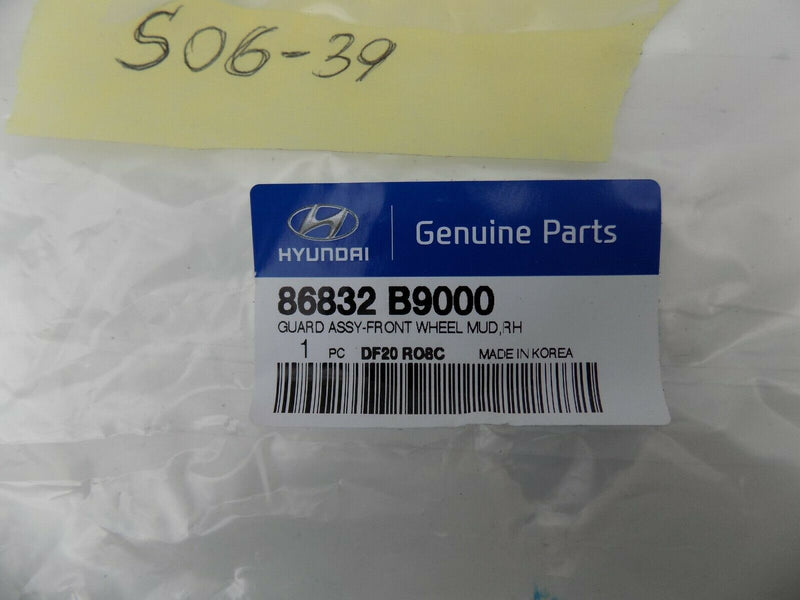 S06-39
HYUNDAI
Genuine Parts
86832 B9000
GUARD ASSY-FRONT WHEEL MUD,RH
1 PC DF20 RO8C MADE IN KOREA